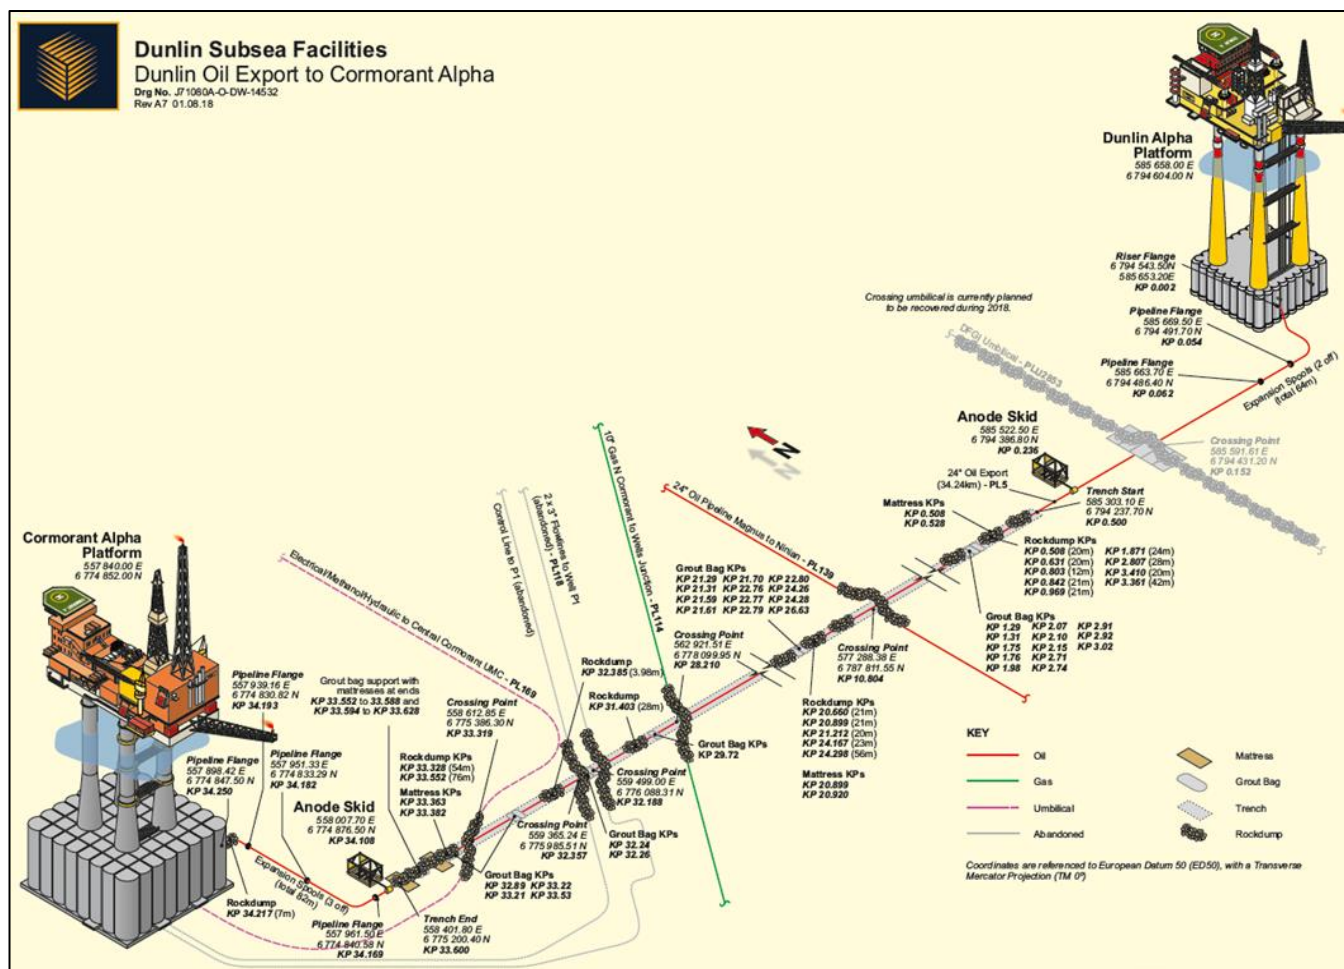 Dunlin Subsea Facilities
Dunlin Oil Export to Cormorant Alpha
Drg No. J71080A-O-DW-14532
Rev A7 01.08.18
Dunlin Alpha
Platform
585 658.00 E
6 794 604.00 N
Riser Flange
6 794 543.50N
585 653.20E
KP 0.002
Crossing umbilical is currently planned
to be recovered during 2018.
Pipeline Flange
585 669.50 E
6 794 491.70 N
KP 0.054
DFGI Umbilical - PLU2853
Pipeline Flange
585 663.70 E
6 794 486.40 N
KP 0.062
Expansion Spools (2 off)
(total 64m)
Anode Skid
585 522.50 E
6 794 386.80 N
KP 0.236
Crossing Point
585 591.61 E
6 794 431.20 N
KP 0.152
N
N
24" Oil Export
(34.24km) - PL5
Trench Start
585 303.10 E
6 794 237.70 N
KP 0.500
Mattress KPs
KP 0.508
KP 0.528
Rockdump KPs
KP 0.508 (20m) KP 1.871 (24m)
KP 0.631 (20m) KP 2.807 (28m)
KP 0.803 (12m) KP 3.410 (20m)
KP 0.842 (21m) KP 3.361 (42m)
KP 0.969 (21m)
10" Gas N Cormorant to Wells Junction - PL114
2 x 3" Flowlines to Well P1
(abandoned) - PL118
Control Line to P1 (abandoned)
24" Oil Pipeline Magnus to Ninian - PL139
Electrical/Methanol/Hydraulic to Central Cormorant UMC - PL169
Grout Bag KPs
KP 21.29 KP 21.70 KP 22.80
KP 21.31 KP 22.76 KP 24.26
KP 21.59 KP 22.77 KP 24.28
KP 21.61 KP 22.79 KP 26.63
Grout Bag KPs
KP 1.29 KP 2.07 KP 2.91
KP 1.31 KP 2.10 KP 2.92
KP 1.75 KP 2.15 KP 3.02
KP 1.76 KP 2.71
KP 1.98 KP 2.74
Crossing Point
562 921.51 E
6 778 099.95 N
KP 28.210
Crossing Point
577 288.38 E
6 787 811.55 N
KP 10.804
Cormorant Alpha
Platform
557 840.00 E
6 774 852.00 N
Rockdump
KP 32.385 (3.98m)
Rockdump
KP 31.403 (28m)
Rockdump KPs
KP 20.660 (21m)
KP 20.899 (21m)
KP 21.212 (20m)
KP 24.167 (23m)
KP 24.298 (56m)
Mattress KPs
KP 20.899
KP 20.920
Grout Bag KPs
KP 29.72
Pipeline Flange
557 939.16 E
6 774 830.82 N
KP 34.193
Grout bag support with
mattresses at ends
KP 33.552 to 33.588 and
KP 33.594 to KP 33.628
Crossing Point
558 612.85 E
6 775 386.30 N
KP 33.319
Pipeline Flange
557 898.42 E
6 774 847.50 N
KP 34.250
Pipeline Flange
557 951.33 E
6 774 833.29 N
KP 34.182
Rockdump KPs
KP 33.328 (54m)
KP 33.552 (76m)
Mattress KPs
KP 33.363
KP 33.382
Anode Skid
558 007.70 E
6 774 876.50 N
KP 34.108
Crossing Point
559 499.00 E
6 776 088.31 N
KP 32.188
Crossing Point
559 365.24 E
6 775 985.51 N
KP 32.357
Grout Bag KPs
KP 32.24
KP 32.26
Grout Bag KPs
KP 32.89 KP 33.22
KP 33.21 KP 33.53
Expansion Spools (3 off)
(total 82m)
Rockdump
KP 34.217 (7m)
Pipeline Flange
557 961.50 E
6 774 840.58 N
KP 34.169
Trench End
558 401.80 E
6 775 200.40 N
KP 33.600
KEY
Oil
Gas
Umbilical
Abandoned
Mattress
Grout Bag
Trench
Rockdump
Coordinates are referenced to European Datum 50 (ED50), with a Transverse
Mercator Projection (TM 0°)